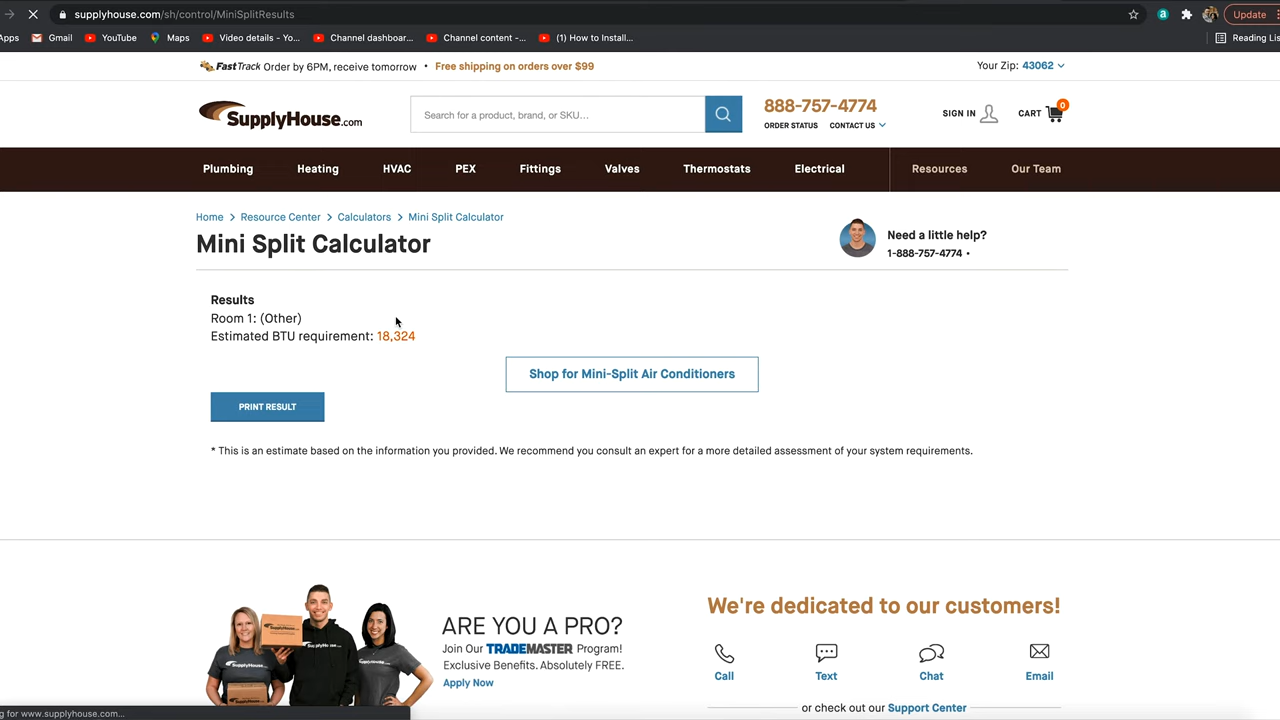 supplyhouse.com/sh/control/MiniSplitResults
Update
Apps
Gmail
YouTube
Maps
Video details - Yo...
Channel dashboar...
Channel content -...
(1) How to Install...
Reading Lis
FastTrack Order by 6PM, receive tomorrow • Free shipping on orders over $99
Your Zip: 43062
SupplyHouse.com
Search for a product, brand, or SKU...
888-757-4774
ORDER STATUS CONTACT US
SIGN IN
CART
0
Plumbing Heating HVAC PEX Fittings Valves Thermostats Electrical Resources Our Team
Home > Resource Center > Calculators > Mini Split Calculator
Mini Split Calculator
Need a little help?
1-888-757-4774 •
Results
Room 1: (Other)
Estimated BTU requirement: 18,324
Shop for Mini-Split Air Conditioners
PRINT RESULT
* This is an estimate based on the information you provided. We recommend you consult an expert for a more detailed assessment of your system requirements.
ARE YOU A PRO?
Join Our TRADEMASTER Program!
Exclusive Benefits. Absolutely FREE.
Apply Now
We're dedicated to our customers!
Call Text Chat Email
or check out our Support Center
g for www.supplyhouse.com...